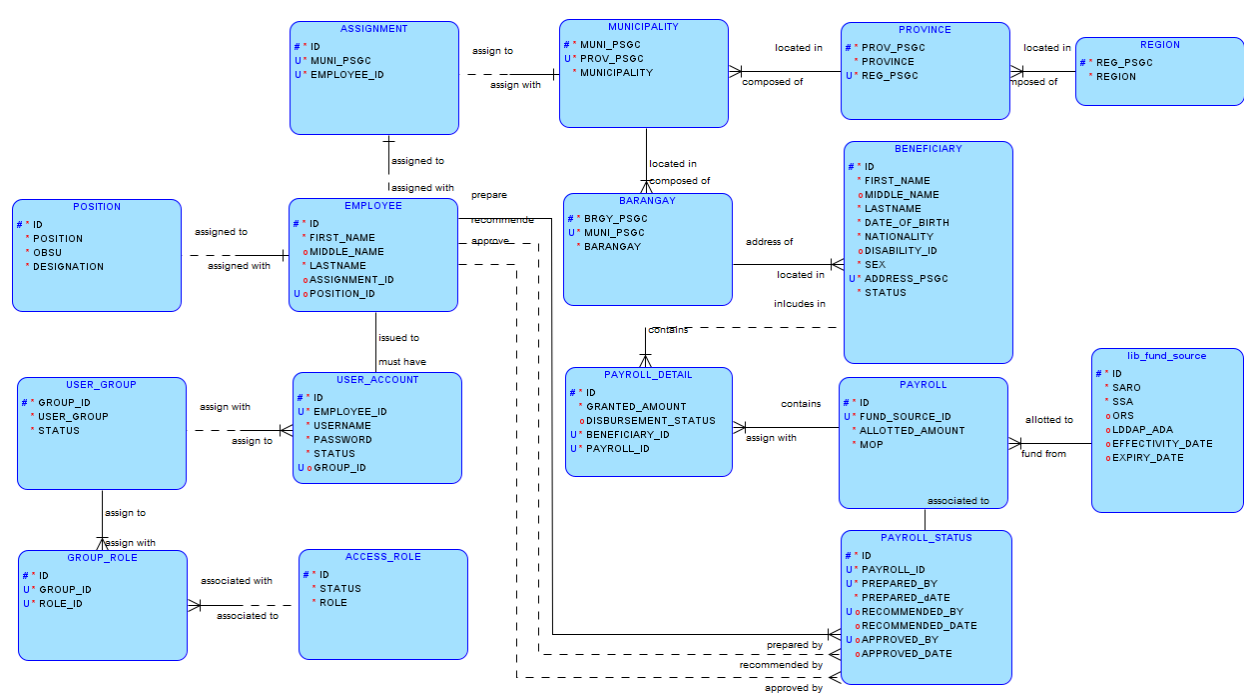 ASSIGNMENT
# * ID
U * MUNI_PSGC
U * EMPLOYEE_ID
assign to
assign with
MUNICIPALITY
# * MUNI_PSGC
U * PROV_PSGC
* MUNICIPALITY
located in
composed of
PROVINCE
# * PROV_PSGC
* PROVINCE
U * REG_PSGC
located in
mposed of
REGION
# * REG_PSGC
* REGION
assigned to
assigned with
located in
composed of
BENEFICIARY
# * ID
* FIRST_NAME
o MIDDLE_NAME
* LASTNAME
* DATE_OF_BIRTH
* NATIONALITY
o DISABILITY_ID
* SEX
U * ADDRESS_PSGC
* STATUS
POSITION
# * ID
* POSITION
* OBSU
* DESIGNATION
assigned to
assigned with
EMPLOYEE
# * ID
* FIRST_NAME
o MIDDLE_NAME
* LASTNAME
o ASSIGNMENT_ID
U o POSITION_ID
prepare
recommende
approve
BARANGAY
# * BRGY_PSGC
U * MUNI_PSGC
* BARANGAY
address of
located in
inlcudes in
contains
issued to
must have
USER_GROUP
# * GROUP_ID
* USER_GROUP
* STATUS
assign with
assign to
USER_ACCOUNT
# * ID
U * EMPLOYEE_ID
* USERNAME
* PASSWORD
* STATUS
U o GROUP_ID
PAYROLL_DETAIL
# * ID
* GRANTED_AMOUNT
o DISBURSEMENT_STATUS
U * BENEFICIARY_ID
U * PAYROLL_ID
contains
assign with
PAYROLL
# * ID
U * FUND_SOURCE_ID
* ALLOTTED_AMOUNT
* MOP
allotted to
fund from
lib_fund_source
# * ID
* SARO
* SSA
o ORS
o LDDAP_ADA
o EFFECTIVITY_DATE
o EXPIRY_DATE
associated to
assign to
assign with
GROUP_ROLE
# * ID
U * GROUP_ID
U * ROLE_ID
associated with
associated to
ACCESS_ROLE
# * ID
* STATUS
* ROLE
PAYROLL_STATUS
# * ID
U * PAYROLL_ID
U * PREPARED_BY
* PREPARED_dATE
U o RECOMMENDED_BY
o RECOMMENDED_DATE
U o APPROVED_BY
o APPROVED_DATE
prepared by
recommended by
approved by